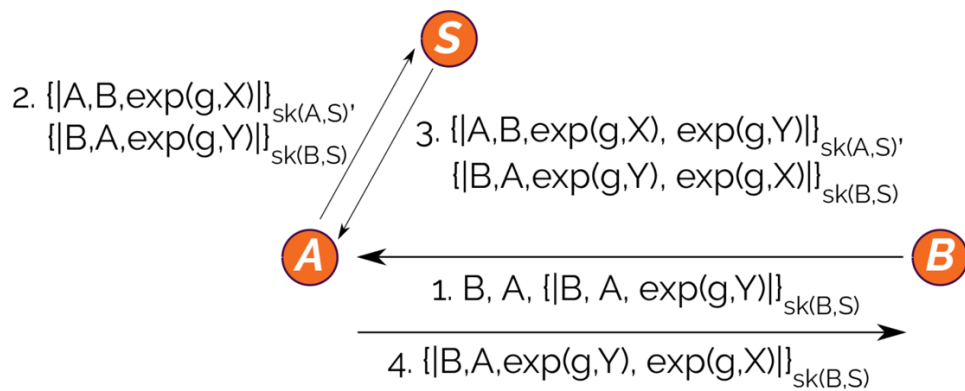 S
2. {|A,B,exp(g,X)|}sk(A,S),
{|B,A,exp(g,Y)|}sk(B,S)
3. {|A,B,exp(g,X), exp(g,Y)|}sk(A,S),
{|B,A,exp(g,Y), exp(g,X)|}sk(B,S)
A
B
1. B, A, {|B, A, exp(g,Y)|}sk(B,S)
4. {|B,A,exp(g,Y), exp(g,X)|}sk(B,S)